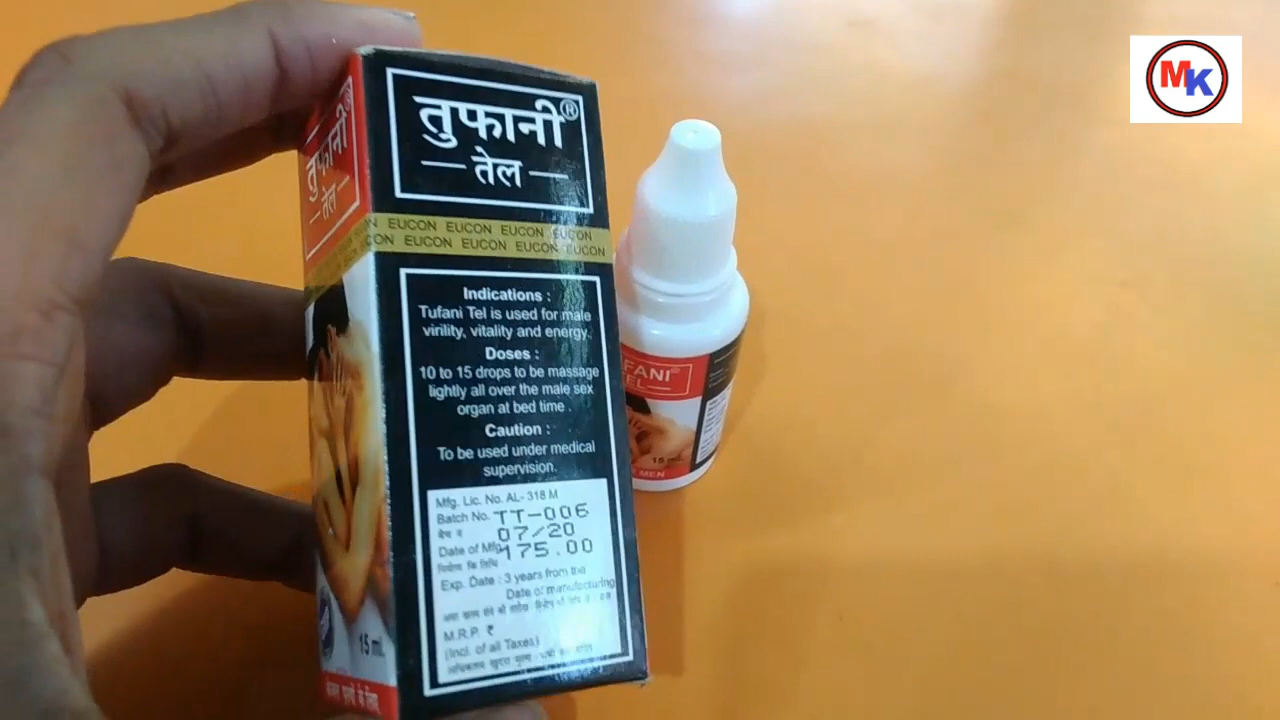 MK
तुफानी®
तेल
तुफानी®
तेल
EUCON EUCON EUCON EUCON
EUCON EUCON EUCON EUCON
Indications :
Tufani Tel is used for male
virility, vitality and energy.
Doses :
10 to 15 drops to be massage
lightly all over the male sex
organ at bed time .
Caution :
To be used under medical
supervision.
Mfg. Lic. No. AL- 318 M
Batch No. TT-006
07/20
Date of Mfg 175.00
Exp. Date : 3 years from the
Date of manufacturing
M.R.P. ₹
(Incl. of all Taxes)
15 ml.
FANI®
EL
15 ml.
MEN